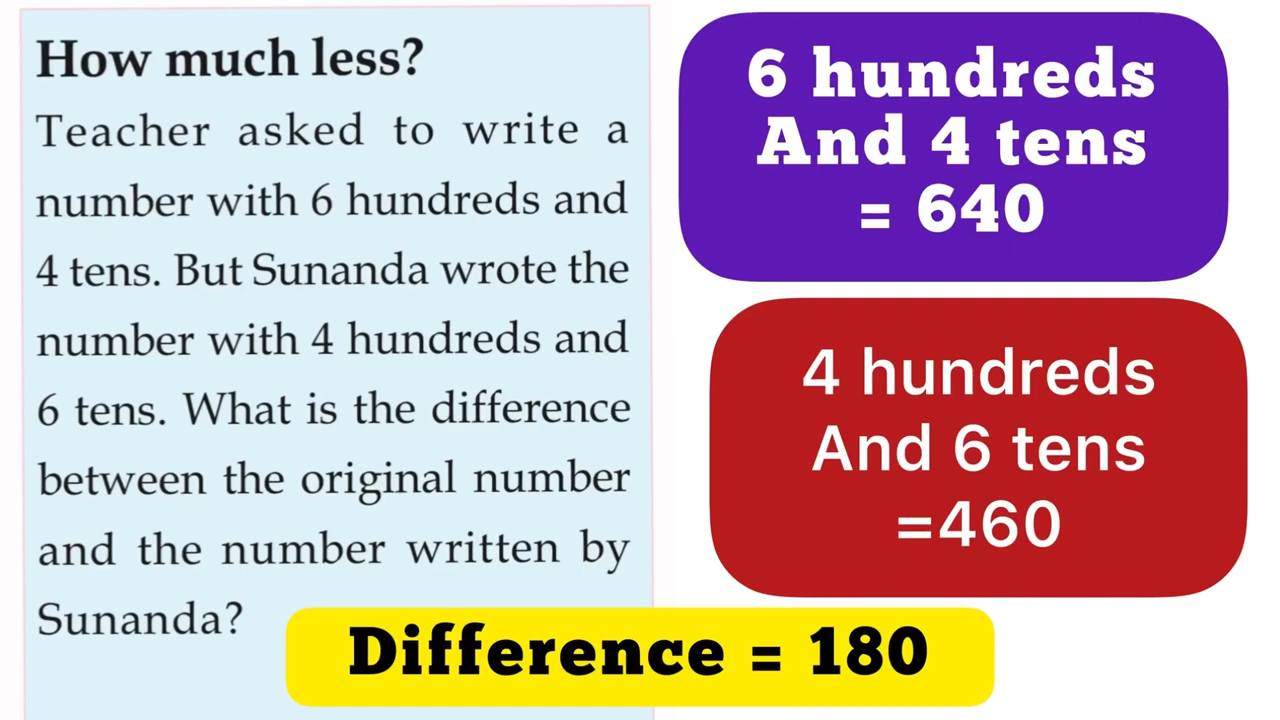 How much less?
Teacher asked to write a
number with 6 hundreds and
4 tens. But Sunanda wrote the
number with 4 hundreds and
6 tens. What is the difference
between the original number
and the number written by
Sunanda?
6 hundreds
And 4 tens
= 640
4 hundreds
And 6 tens
=460
Difference = 180